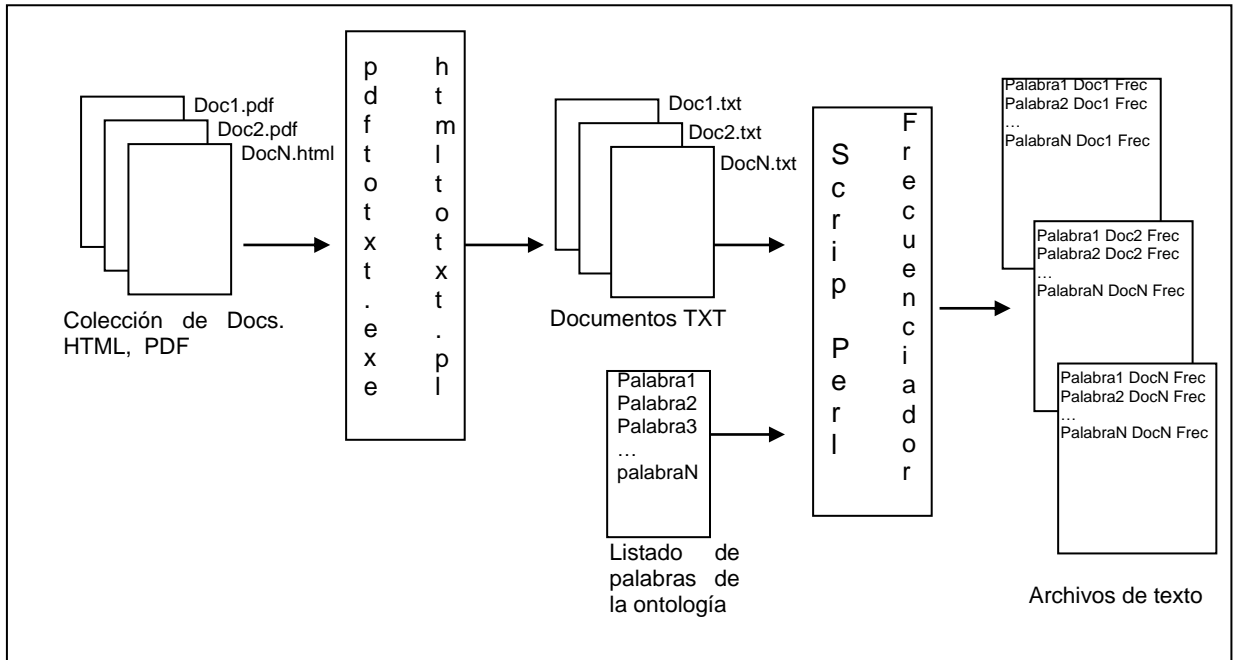 Doc1.pdf
Doc2.pdf
DocN.html
Colección de Docs.
HTML, PDF
pdftotxt.exe
htmltotxt.pl
Doc1.txt
Doc2.txt
DocN.txt
Documentos TXT
Palabra1
Palabra2
Palabra3
…
palabraN
Listado de
palabras de
la ontología
Scrip Perl
Frecuenciador
Palabra1 Doc1 Frec
Palabra2 Doc1 Frec
…
PalabraN Doc1 Frec
Palabra1 Doc2 Frec
Palabra2 Doc2 Frec
…
PalabraN DocN Frec
Palabra1 DocN Frec
Palabra2 DocN Frec
…
PalabraN DocN Frec
Archivos de texto